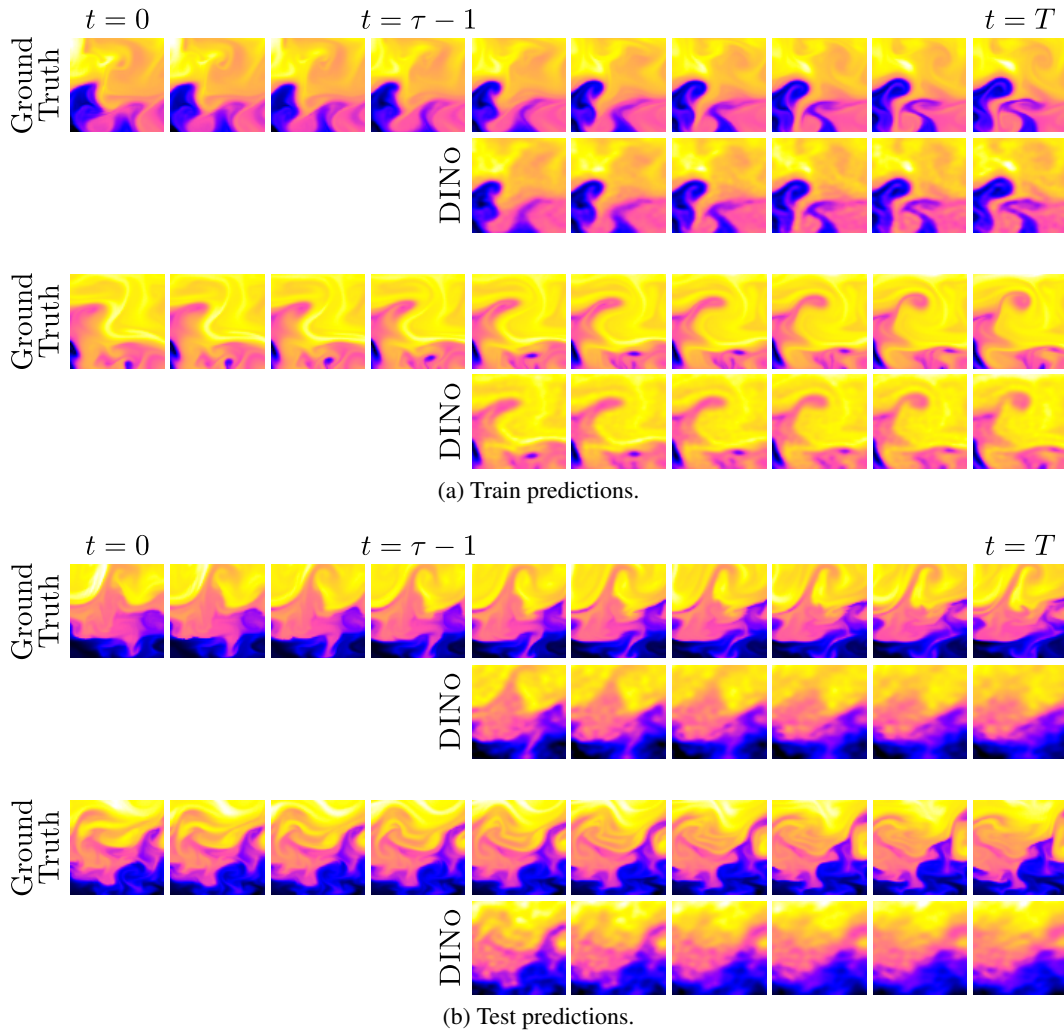 t = 0 t = τ − 1 t = T
Ground
Truth
DINo
Ground
Truth
DINo
(a) Train predictions.
t = 0 t = τ − 1 t = T
Ground
Truth
DINo
Ground
Truth
DINo
(b) Test predictions.